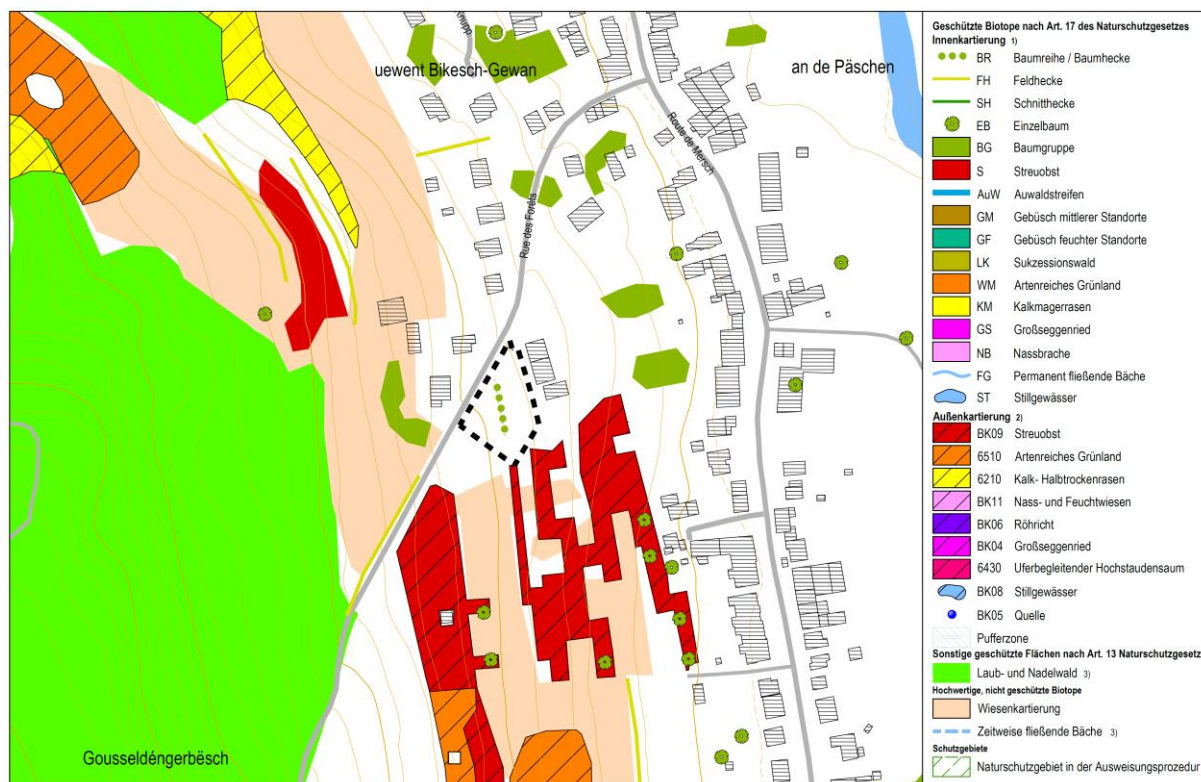 Knupp
uewent Bikesch-Gewan
an de Päschen
Route de Mersch
Rue des Forêts
Gousseldéngerbësch
Geschützte Biotope nach Art. 17 des Naturschutzgesetzes
Innenkartierung 1)
BR Baumreihe / Baumhecke
FH Feldhecke
SH Schnitthecke
EB Einzelbaum
BG Baumgruppe
S Streuobst
AuW Auwaldstreifen
GM Gebüsch mittlerer Standorte
GF Gebüsch feuchter Standorte
LK Sukzessionswald
WM Artenreiches Grünland
KM Kalkmagerrasen
GS Großseggenried
NB Nassbrache
FG Permanent fließende Bäche
ST Stillgewässer
Außenkartierung 2)
BK09 Streuobst
6510 Artenreiches Grünland
6210 Kalk- Halbtrockenrasen
BK11 Nass- und Feuchtwiesen
BK06 Röhricht
BK04 Großseggenried
6430 Uferbegleitender Hochstaudensaum
BK08 Stillgewässer
BK05 Quelle
Pufferzone
Sonstige geschützte Flächen nach Art. 13 Naturschutzgesetz
Laub- und Nadelwald 3)
Hochwertige, nicht geschützte Biotope
Wiesenkartierung
Zeitweise fließende Bäche 3)
Schutzgebiete
Naturschutzgebiet in der Ausweisungsprozedur